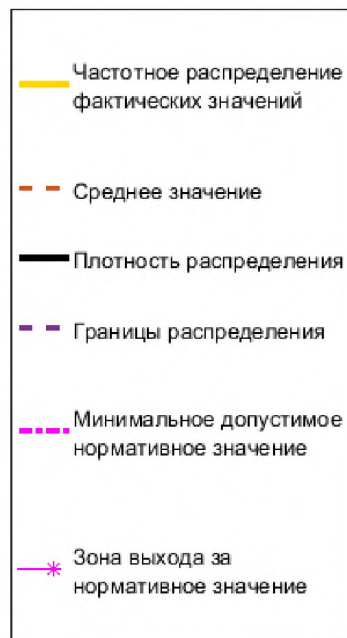 Частотное распределение
фактических значений
Среднее значение
Плотность распределения
Границы распределения
Минимальное допустимое
нормативное значение
Зона выхода за
нормативное значение